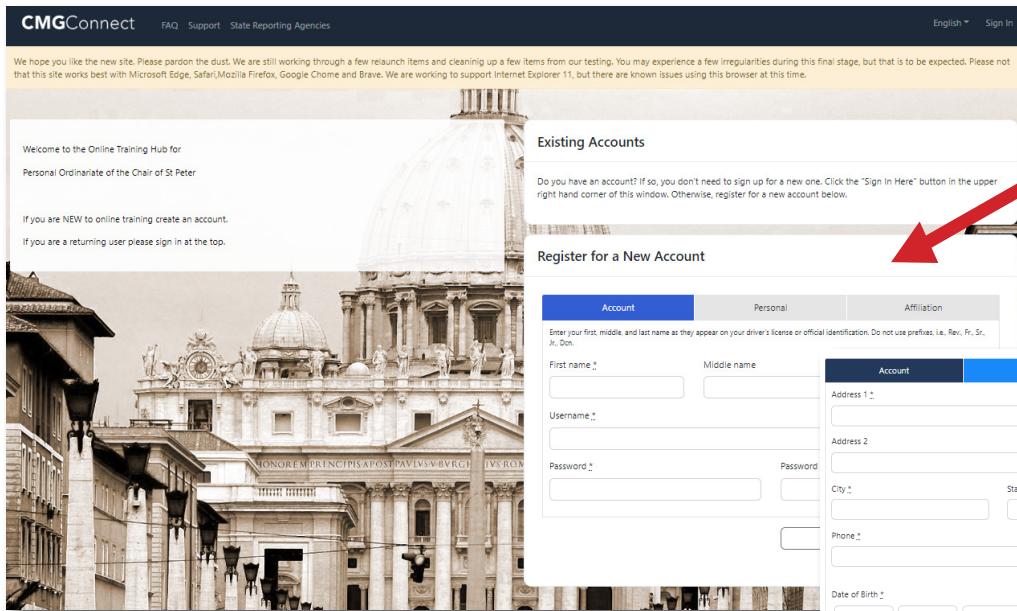 CMGConnect
FAQ Support State Reporting Agencies
English
Sign In
We hope you like the new site. Please pardon the dust. We are still working through a few relaunch items and cleaninig up a few items from our testing. You may experience a few irregularities during this final stage, but that is to be expected. Please not
that this site works best with Microsoft Edge, Safari,Mozilla Firefox, Google Chome and Brave. We are working to support Internet Explorer 11, but there are known issues using this browser at this time.
Welcome to the Online Training Hub for
Personal Ordinariate of the Chair of St Peter
If you are NEW to online training create an account.
If you are a returning user please sign in at the top.
Existing Accounts
Do you have an account? If so, you don't need to sign up for a new one. Click the "Sign In Here" button in the upper
right hand corner of this window. Otherwise, register for a new account below.
Register for a New Account
Account Personal Affiliation
Enter your first, middle, and last name as they appear on your driver's license or official identification. Do not use prefixes, i.e., Rev., Fr., Sr.,
Jr., Dcn.
First name * Middle name
Username *
Password * Password
Account
Address 1 *
Address 2
City * Sta
Phone *
Date of Birth *
HONOREM PRINCIPIS APOST PAVLVS V BVRGH IVS ROM